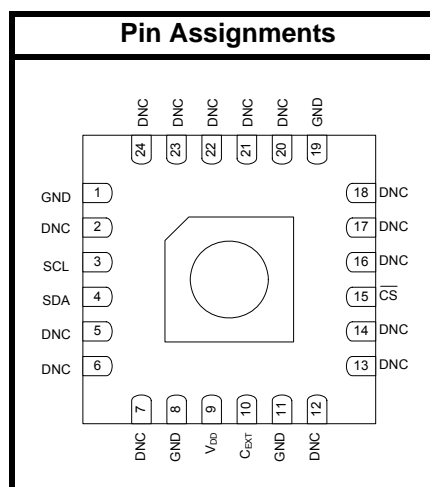 Pin Assignments
DNC DNC DNC DNC DNC GND
24 23 22 21 20 19
GND 1
DNC 2
SCL 3
SDA 4
DNC 5
DNC 6
18 DNC
17 DNC
16 DNC
15 C̅S̅
14 DNC
13 DNC
7 8 9 10 11 12
DNC GND VDD CEXT GND DNC